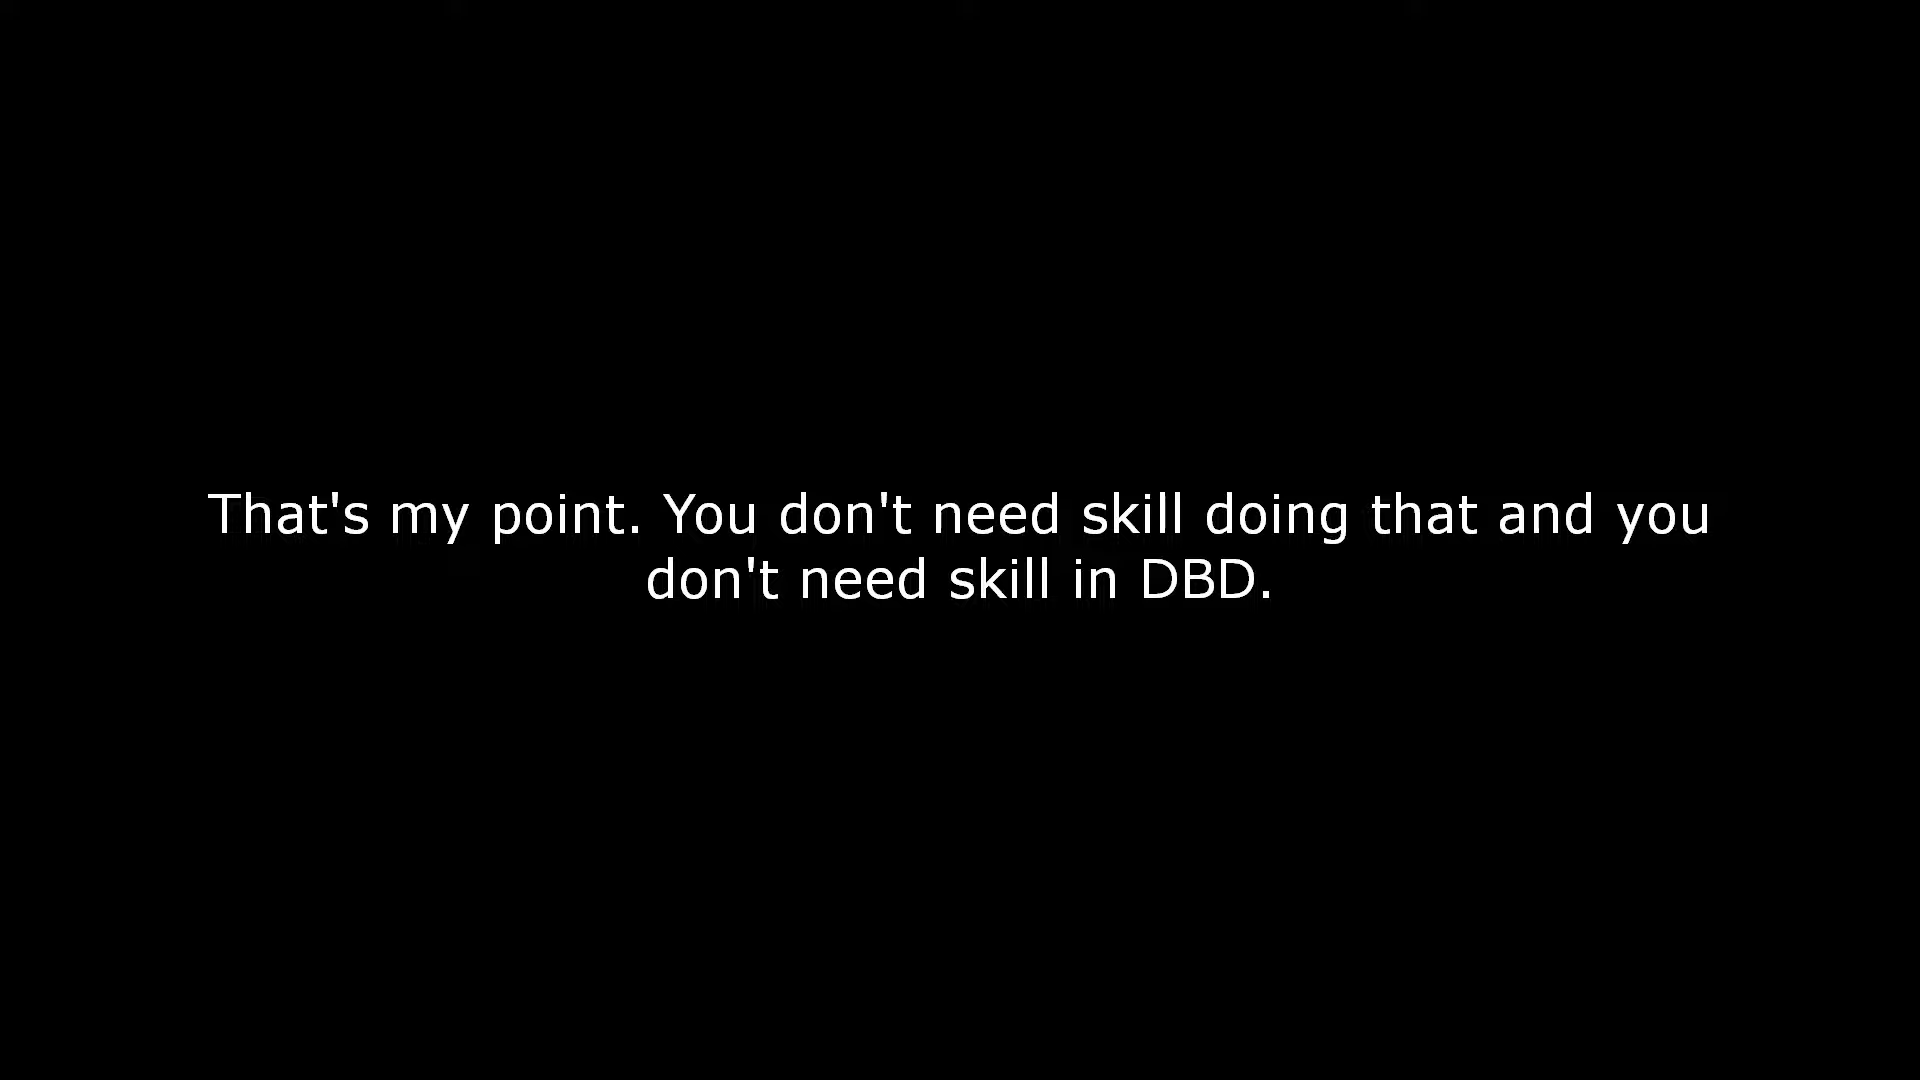 That's my point. You don't need skill doing that and you
don't need skill in DBD.